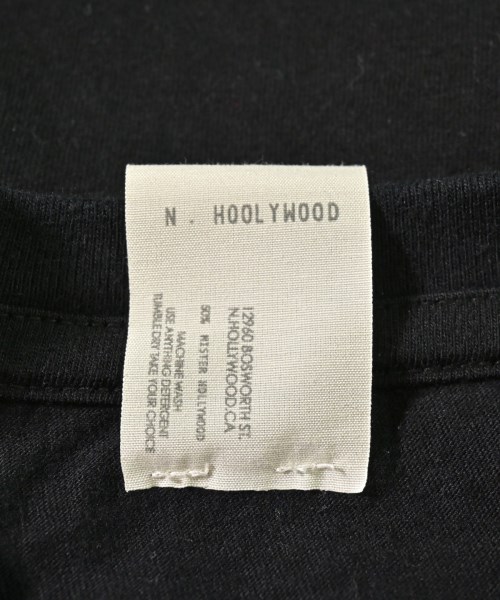 N . HOOLYWOOD
12960 BOSWORTH ST.
N.HOLLYWOOD.CA
50% MISTER HOLLYWOOD
MACHINE WASH
USE ANYTHING DETERGENT
TUMBLE DRY TAKE YOUR CHOICE